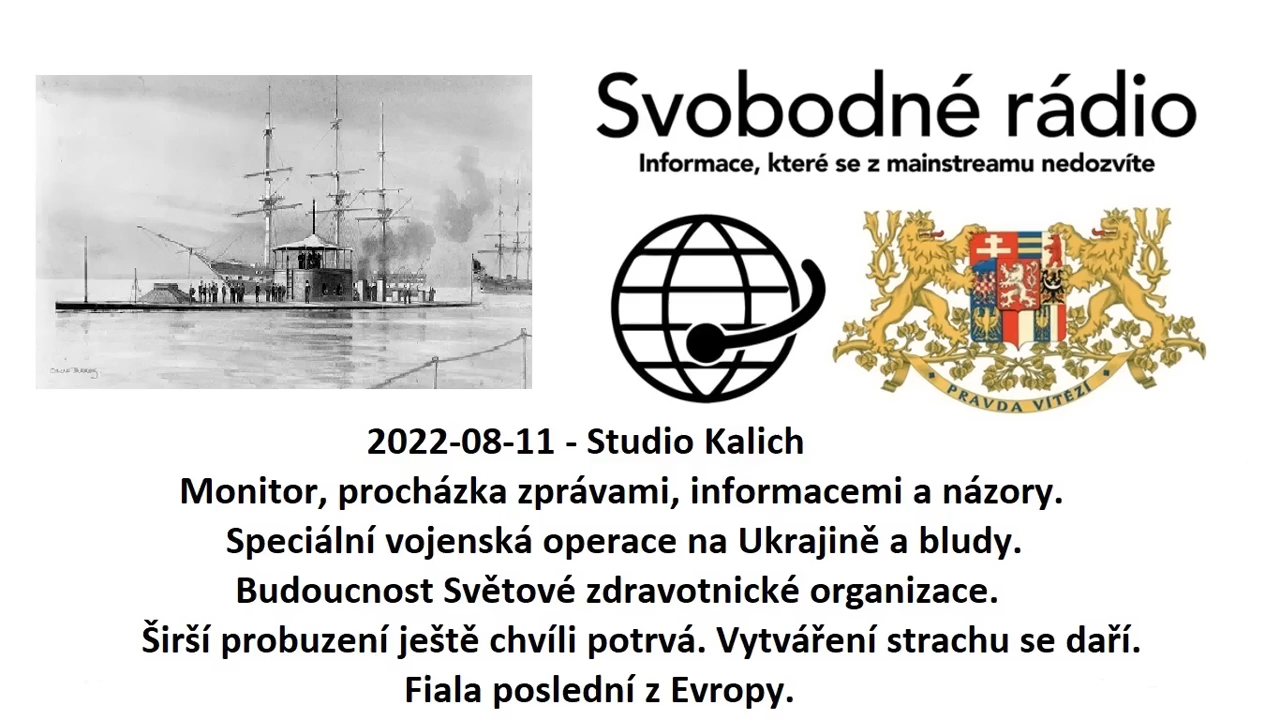 Svobodné rádio
Informace, které se z mainstreamu nedozvíte
PRAVDA VÍTĚZÍ
2022-08-11 - Studio Kalich
Monitor, procházka zprávami, informacemi a názory.
Speciální vojenská operace na Ukrajině a bludy.
Budoucnost Světové zdravotnické organizace.
Širší probuzení ještě chvíli potrvá. Vytváření strachu se daří.
Fiala poslední z Evropy.